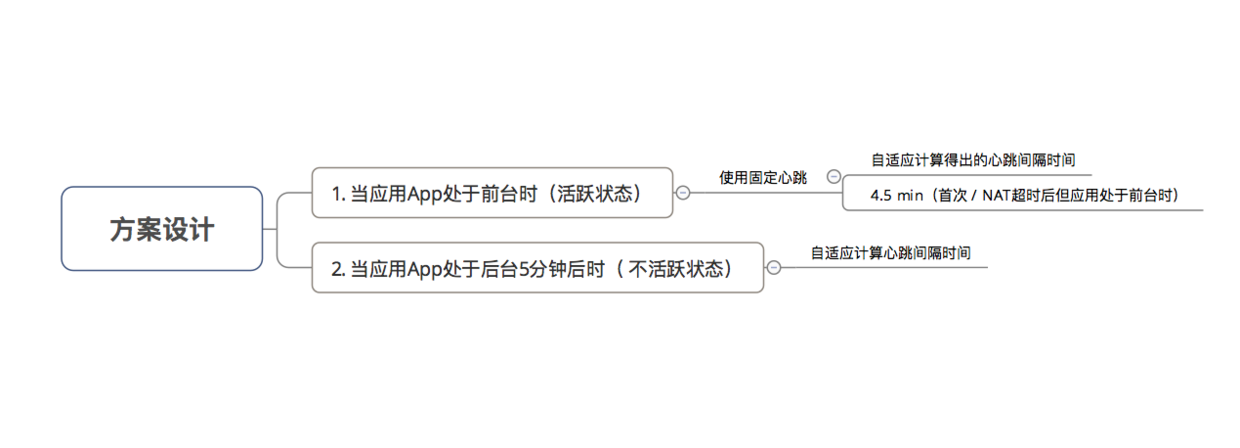 方案设计
1. 当应用App处于前台时（活跃状态）
使用固定心跳
自适应计算得出的心跳间隔时间
4.5 min（首次 / NAT超时后但应用处于前台时）
2. 当应用App处于后台5分钟后时（ 不活跃状态）
自适应计算心跳间隔时间